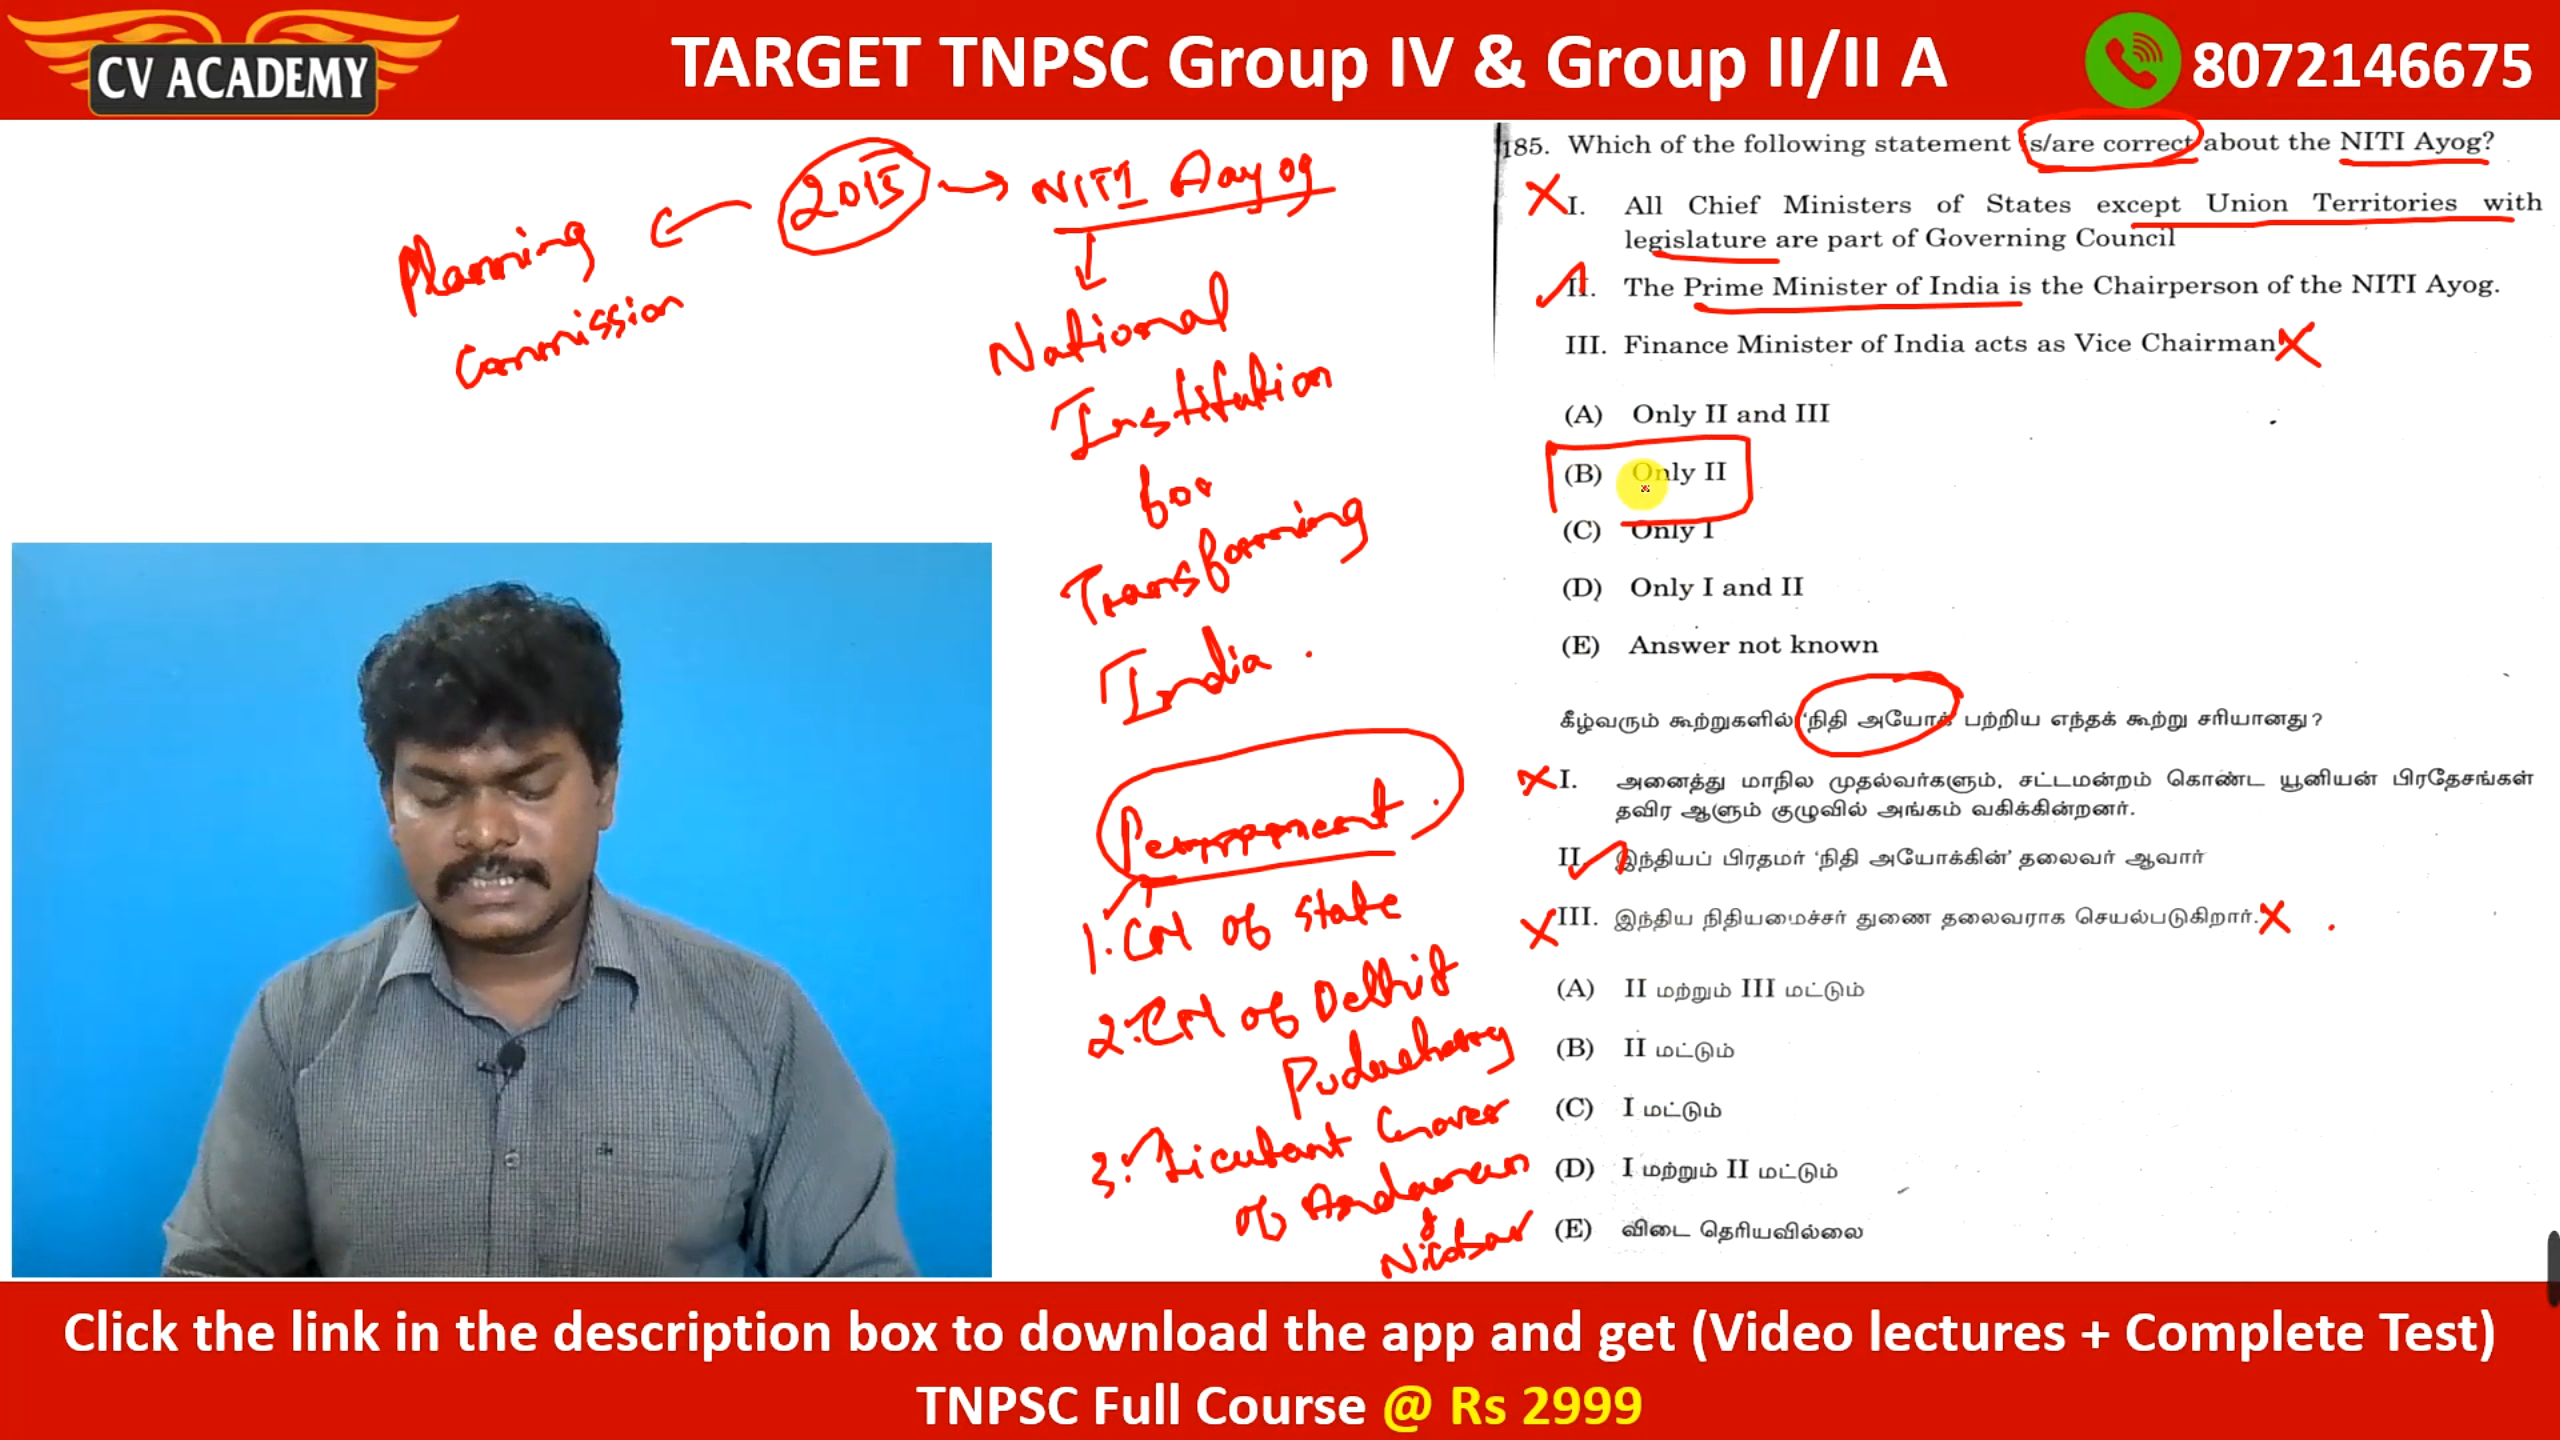 CV ACADEMY
TARGET TNPSC Group IV & Group II/II A
8072146675
2015 → NITI Aayog
Planning
Commission
National
Institution
for
Transforming
India.
Permanent.
1. CM of state
2. CM of Delhi &
Puducherry
3. 
of Andaman
&
Nicobar
185. Which of the following statement is/are correct about the NITI Ayog?
I. All Chief Ministers of States except Union Territories with
legislature are part of Governing Council
II. The Prime Minister of India is the Chairperson of the NITI Ayog.
III. Finance Minister of India acts as Vice Chairman
(A) Only II and III
(B) Only II
(C) Only I
(D) Only I and II
(E) Answer not known
கீழ்வரும் கூற்றுகளில் 'நிதி அயோக்' பற்றிய எந்தக் கூற்று சரியானது?
I. அனைத்து மாநில முதல்வர்களும், சட்டமன்றம் கொண்ட யூனியன் பிரதேசங்கள்
தவிர ஆளும் குழுவில் அங்கம் வகிக்கின்றனர்.
II. இந்தியப் பிரதமர் 'நிதி அயோக்கின்' தலைவர் ஆவார்
III. இந்திய நிதியமைச்சர் துணை தலைவராக செயல்படுகிறார்.
(A) II மற்றும் III மட்டும்
(B) II மட்டும்
(C) I மட்டும்
(D) I மற்றும் II மட்டும்
(E) விடை தெரியவில்லை
Click the link in the description box to download the app and get (Video lectures + Complete Test)
TNPSC Full Course @ Rs 2999